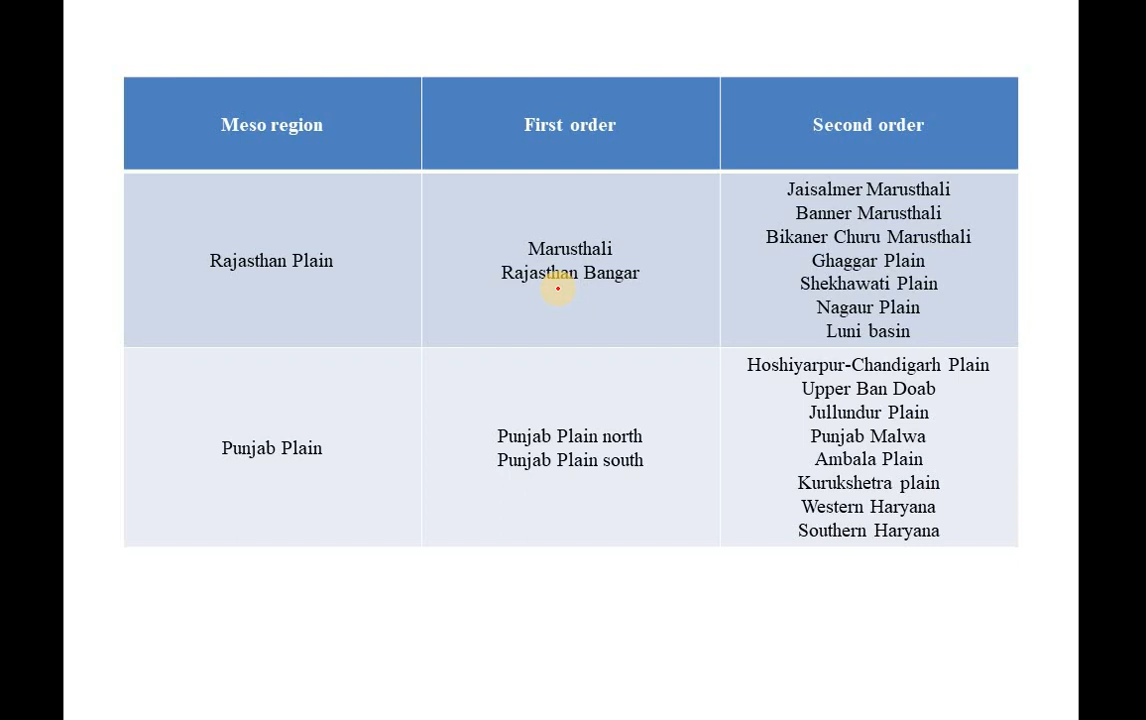 Meso region
First order
Second order
Rajasthan Plain
Marusthali
Rajasthan Bangar
Jaisalmer Marusthali
Banner Marusthali
Bikaner Churu Marusthali
Ghaggar Plain
Shekhawati Plain
Nagaur Plain
Luni basin
Punjab Plain
Punjab Plain north
Punjab Plain south
Hoshiyarpur-Chandigarh Plain
Upper Ban Doab
Jullundur Plain
Punjab Malwa
Ambala Plain
Kurukshetra plain
Western Haryana
Southern Haryana